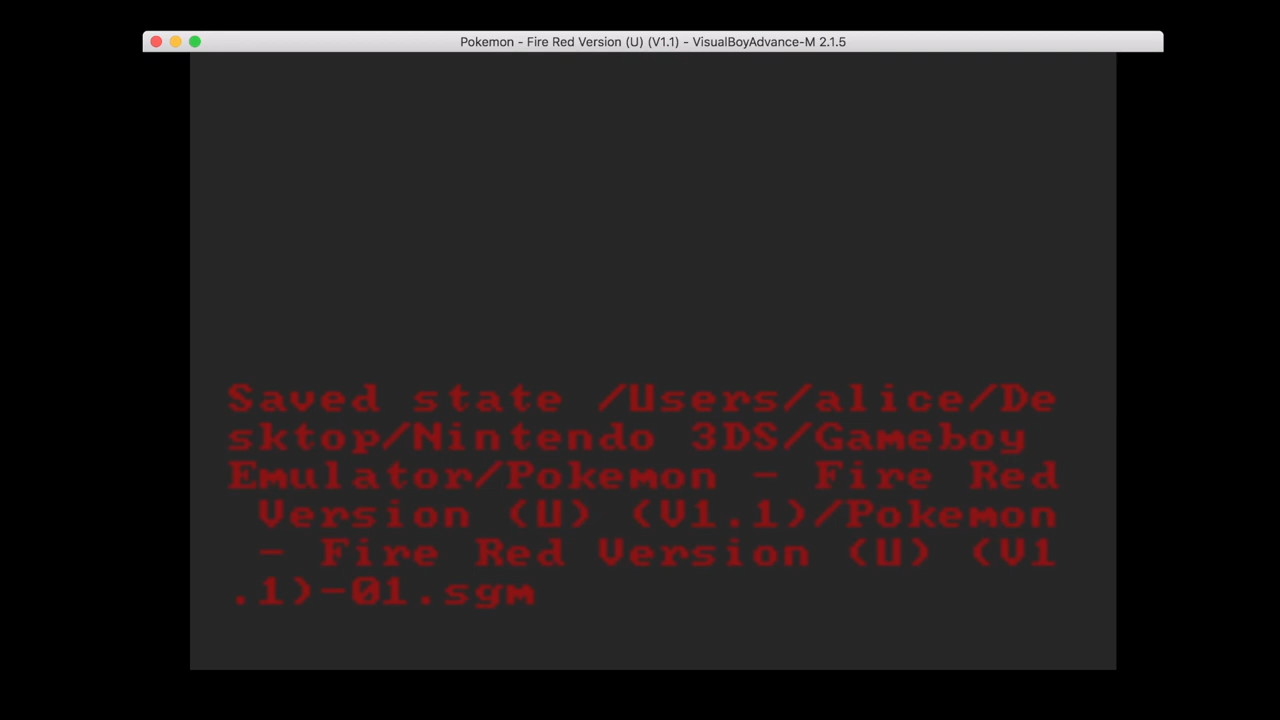 Pokemon - Fire Red Version (U) (V1.1) - VisualBoyAdvance-M 2.1.5
Saved state /Users/alice/De
sktop/Nintendo 3DS/Gameboy
Emulator/Pokemon - Fire Red
Version (U) (V1.1)/Pokemon
- Fire Red Version (U) (V1
.1)-01.sgm